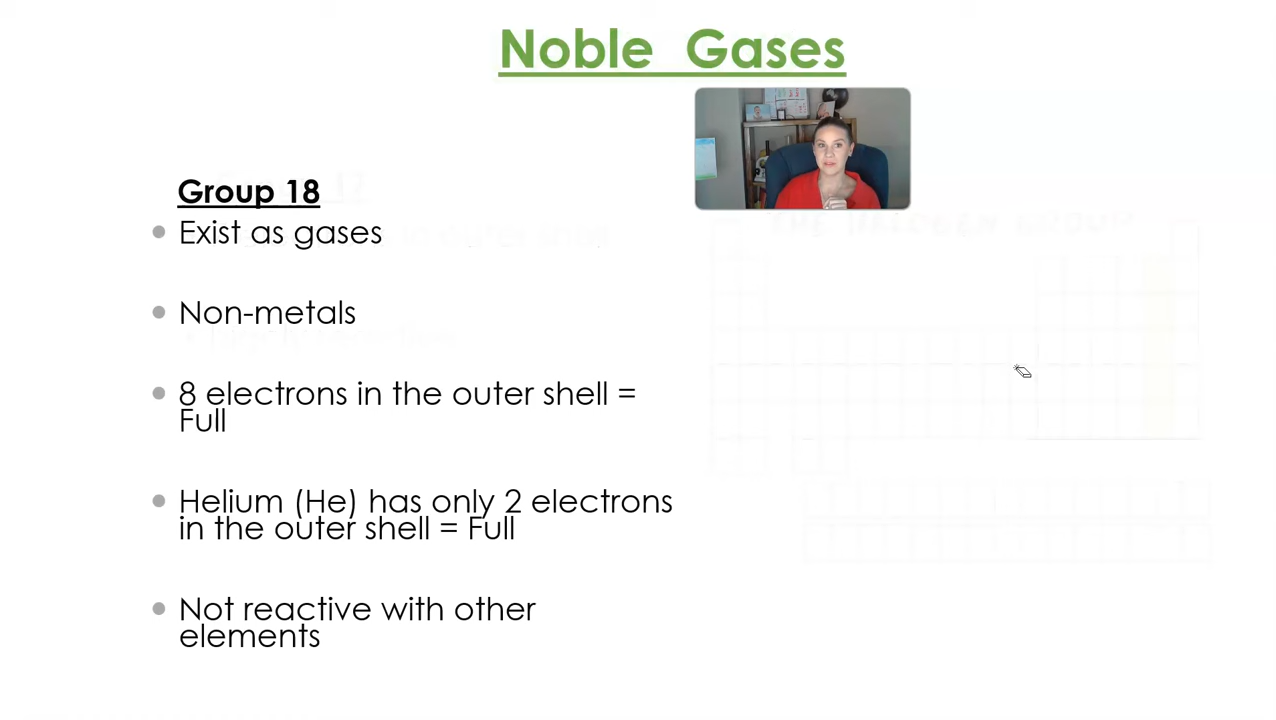 Noble Gases
Group 18
Exist as gases
Non-metals
8 electrons in the outer shell =
Full
Helium (He) has only 2 electrons
in the outer shell = Full
Not reactive with other
elements